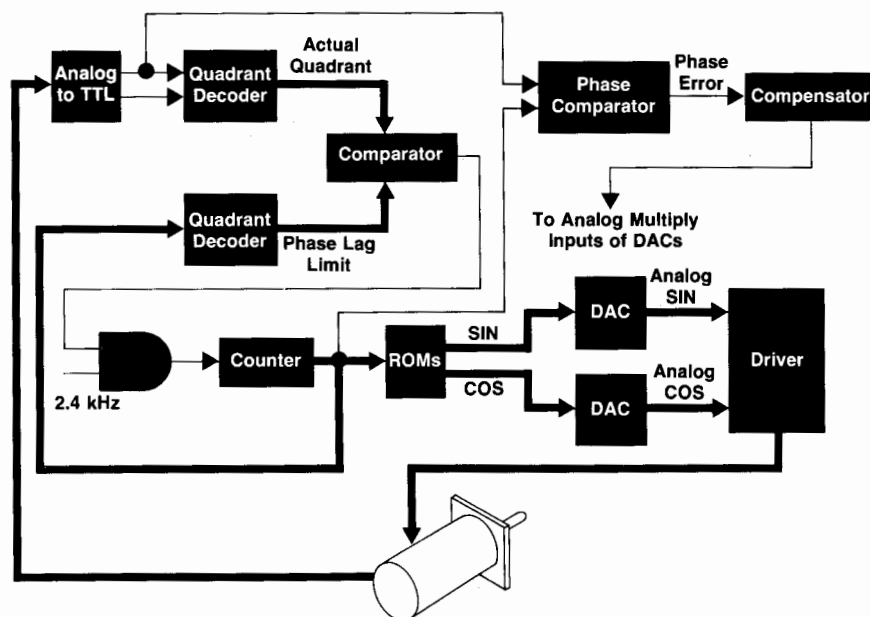 Analog
to TTL
Quadrant
Decoder
Actual
Quadrant
Phase
Comparator
Phase
Error
Compensator
Comparator
Quadrant
Decoder
Phase Lag
Limit
To Analog Multiply
Inputs of DACs
2.4 kHz
Counter
ROMs
SIN
COS
DAC
Analog
SIN
DAC
Analog
COS
Driver